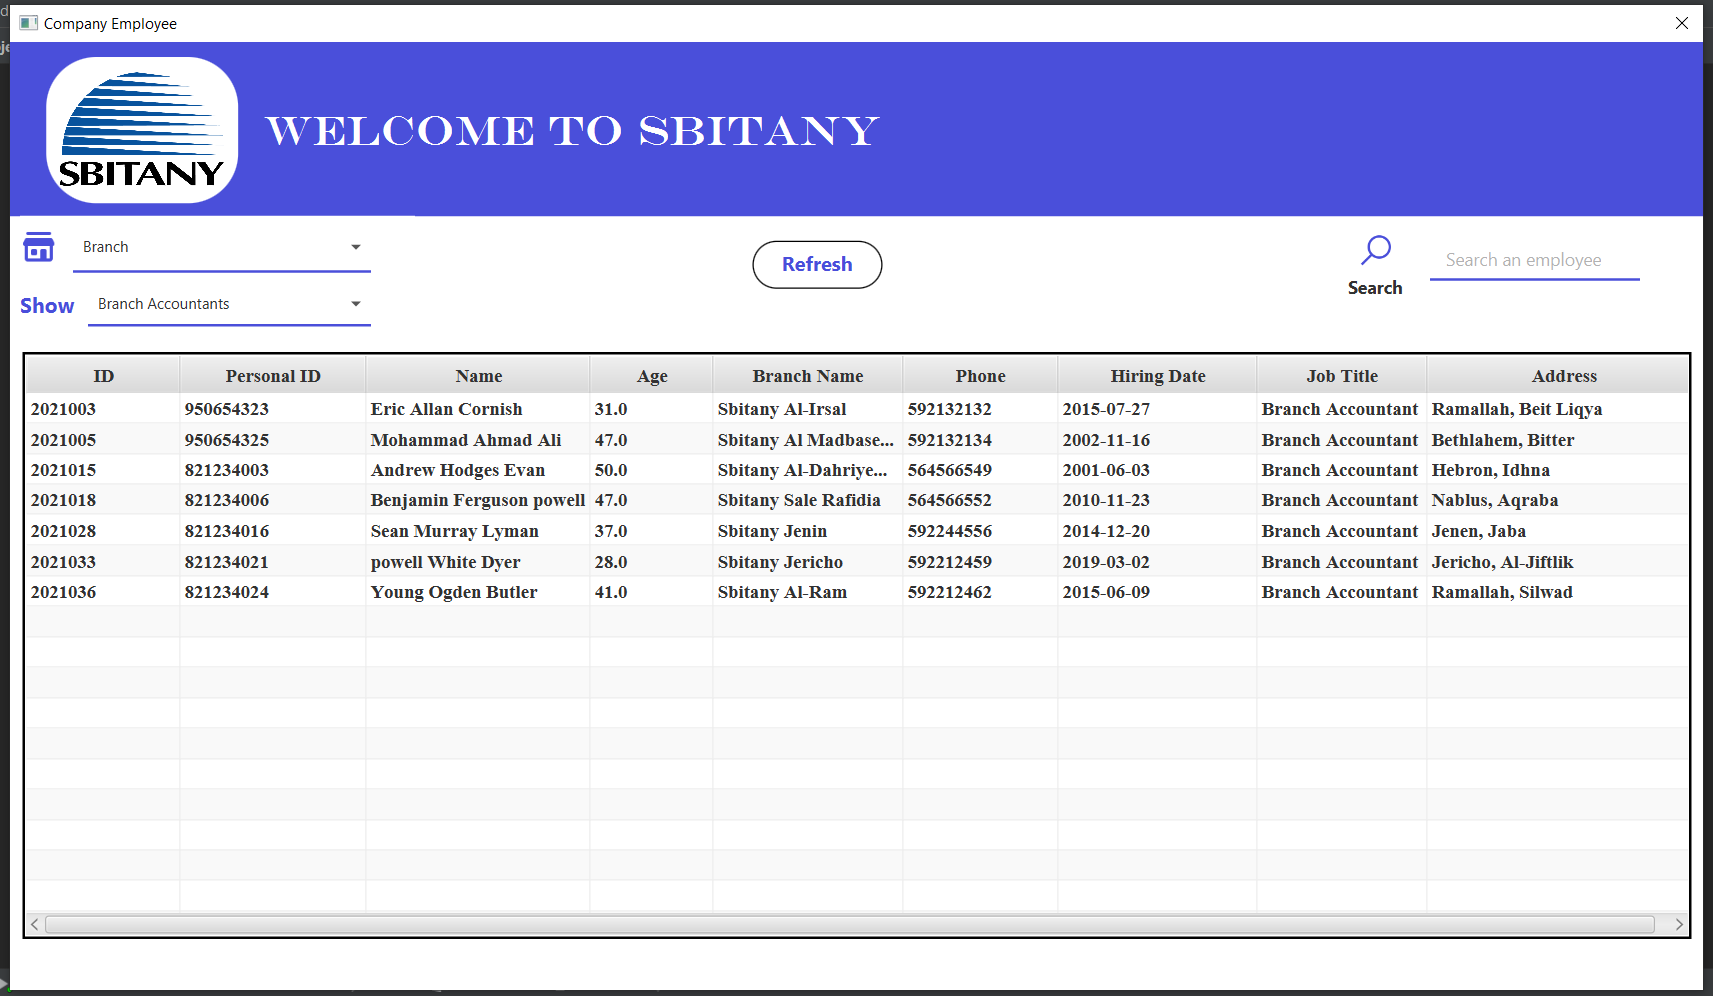 Company Employee
SBITANY
WELCOME TO SBITANY
Branch
Refresh
Search an employee
Search
Show Branch Accountants
ID Personal ID Name Age Branch Name Phone Hiring Date Job Title Address
2021003 950654323 Eric Allan Cornish 31.0 Sbitany Al-Irsal 592132132 2015-07-27 Branch Accountant Ramallah, Beit Liqya
2021005 950654325 Mohammad Ahmad Ali 47.0 Sbitany Al Madbase... 592132134 2002-11-16 Branch Accountant Bethlahem, Bitter
2021015 821234003 Andrew Hodges Evan 50.0 Sbitany Al-Dahriye... 564566549 2001-06-03 Branch Accountant Hebron, Idhna
2021018 821234006 Benjamin Ferguson powell 47.0 Sbitany Sale Rafidia 564566552 2010-11-23 Branch Accountant Nablus, Aqraba
2021028 821234016 Sean Murray Lyman 37.0 Sbitany Jenin 592244556 2014-12-20 Branch Accountant Jenen, Jaba
2021033 821234021 powell White Dyer 28.0 Sbitany Jericho 592212459 2019-03-02 Branch Accountant Jericho, Al-Jiftlik
2021036 821234024 Young Ogden Butler 41.0 Sbitany Al-Ram 592212462 2015-06-09 Branch Accountant Ramallah, Silwad